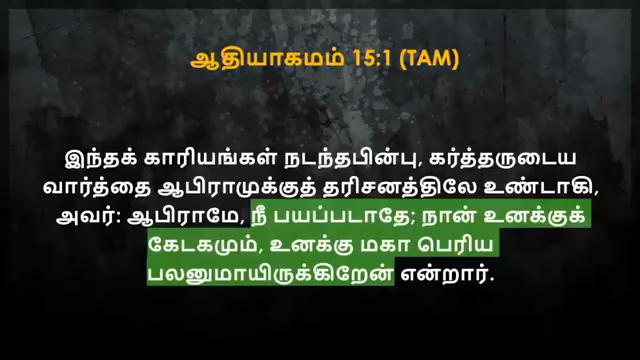 ஆதியாகமம் 15:1 (TAM)
இந்தக் காரியங்கள் நடந்தபின்பு, கர்த்தருடைய
வார்த்தை ஆபிராமுக்குத் தரிசனத்திலே உண்டாகி,
அவர்: ஆபிராமே, நீ பயப்படாதே; நான் உனக்குக்
கேடகமும், உனக்கு மகா பெரிய
பலனுமாயிருக்கிறேன் என்றார்.